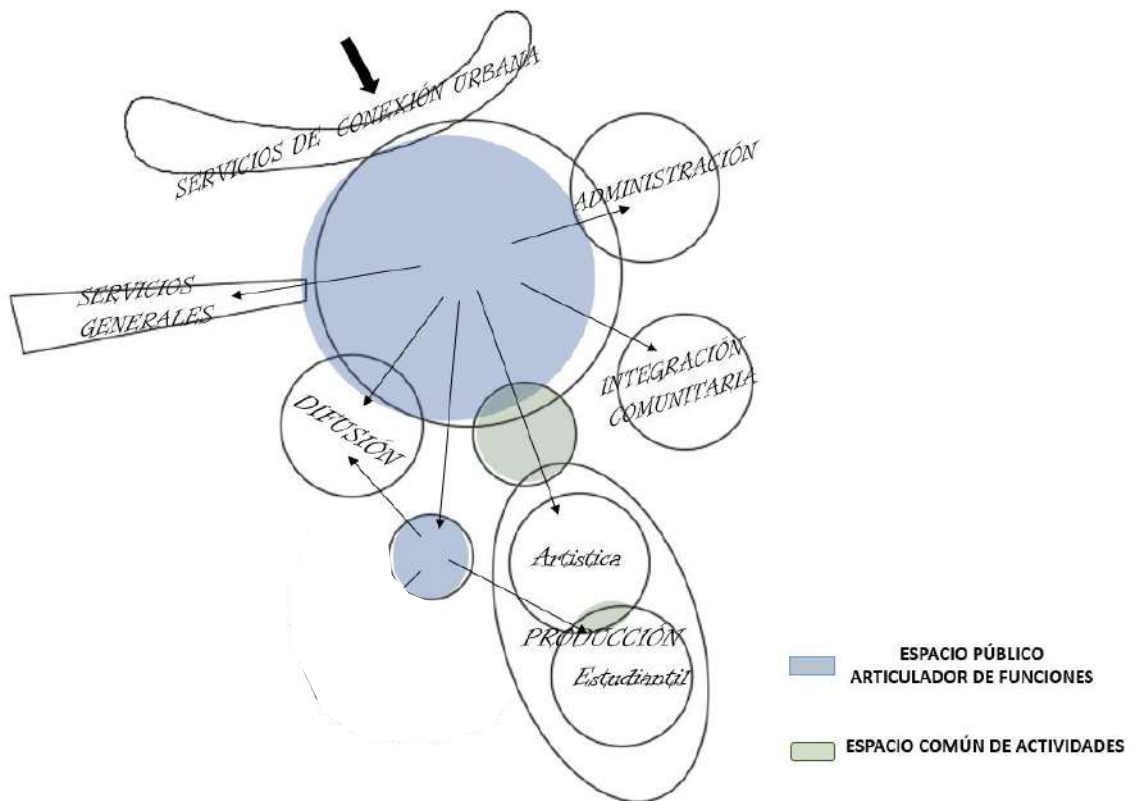 SERVICIOS DE CONEXIÓN URBANA
ADMINISTRACIÓN
SERVICIOS
GENERALES
INTEGRACIÓN
COMUNITARIA
DIFUSIÓN
Artistica
PRODUCCIÓN
Estudiantil
ESPACIO PÚBLICO
ARTICULADOR DE FUNCIONES
ESPACIO COMÚN DE ACTIVIDADES